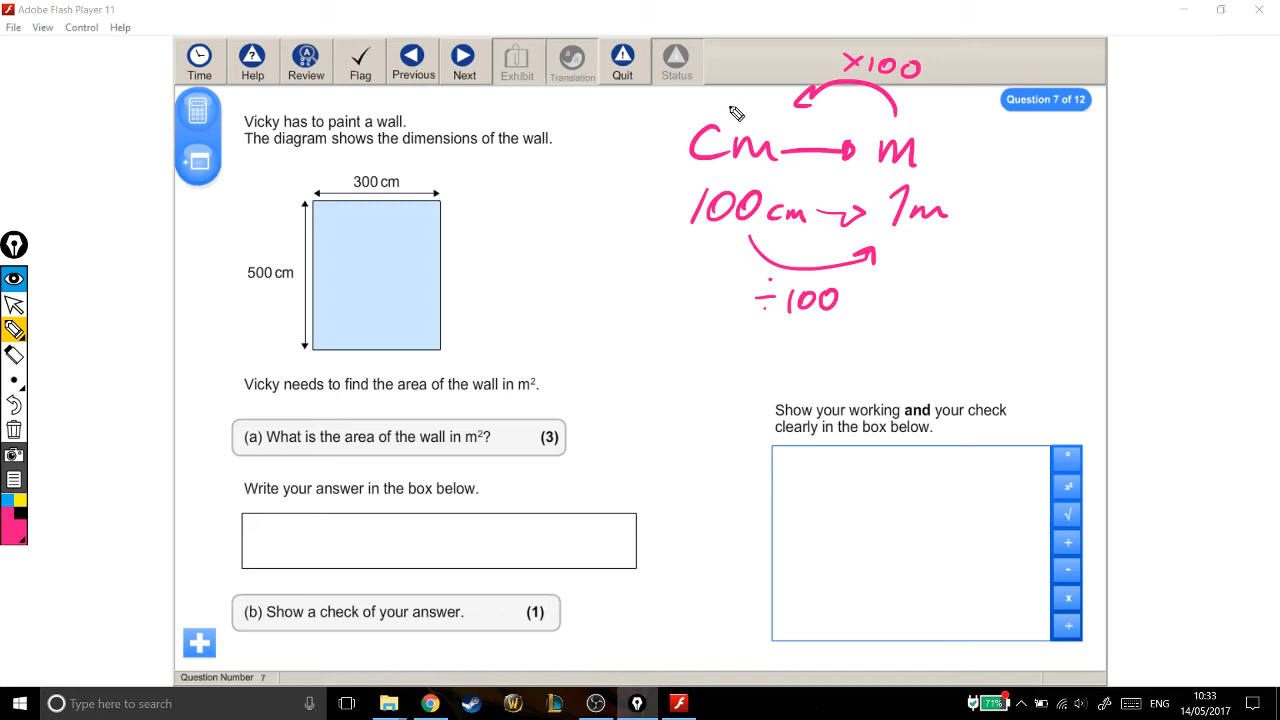 Adobe Flash Player 11
File View Control Help
Time Help Review Flag Previous Next Exhibit Translation Quit Status
×100
Question 7 of 12
Vicky has to paint a wall.
The diagram shows the dimensions of the wall.
Cm m
300 cm
100 cm → 1m
500 cm
÷100
Vicky needs to find the area of the wall in m².
Show your working and your check
clearly in the box below.
(a) What is the area of the wall in m²? (3)
Write your answer in the box below.
(b) Show a check of your answer. (1)
°
x²
√
+
-
x
÷
Question Number 7
Type here to search
71%
ENG
10:33
14/05/2017